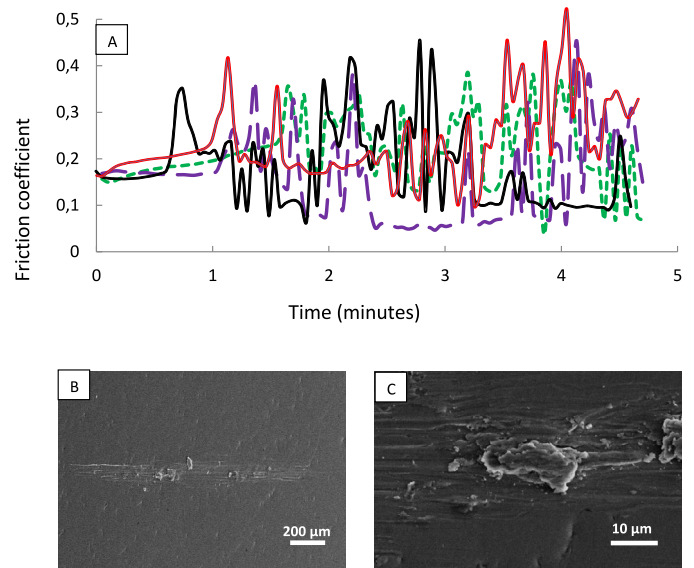 A
0,5
0,4
0,3
0,2
0,1
0
Friction coefficient
0 1 2 3 4 5
Time (minutes)
B
200 µm
C
10 µm